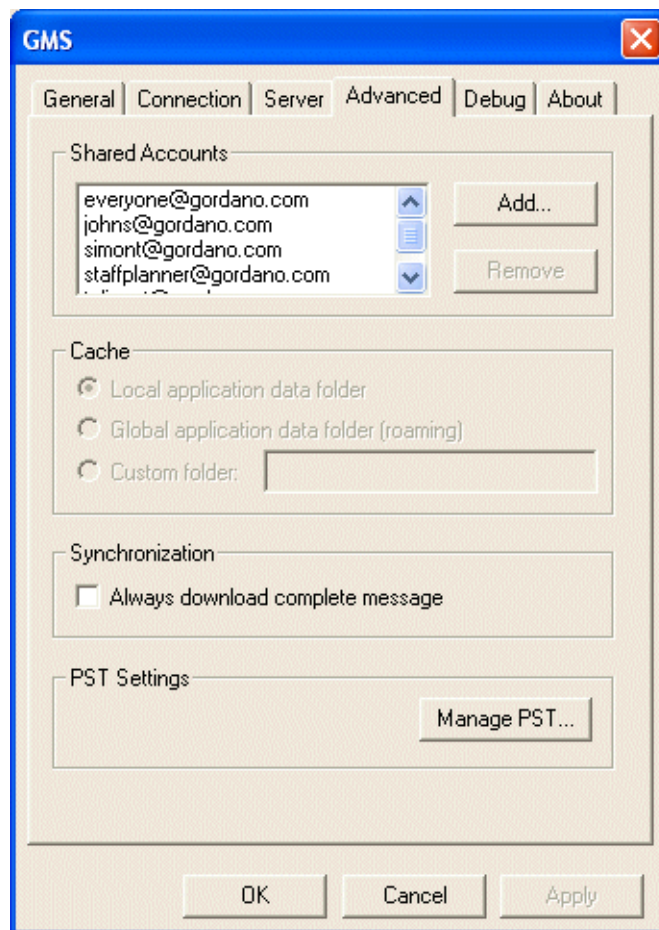 GMS
General Connection Server Advanced Debug About
Shared Accounts
everyone@gordano.com
Add...
johns@gordano.com
simont@gordano.com
staffplanner@gordano.com
Remove
Cache
Local application data folder
Global application data folder (roaming)
Custom folder:
Synchronization
Always download complete message
PST Settings
Manage PST...
OK Cancel Apply